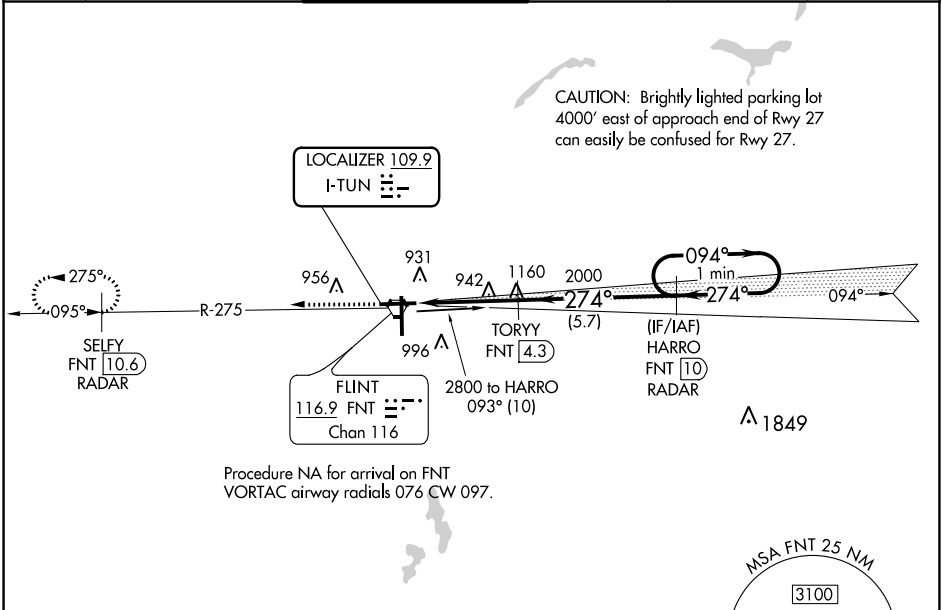 CAUTION: Brightly lighted parking lot
4000' east of approach end of Rwy 27
can easily be confused for Rwy 27.
LOCALIZER 109.9
I-TUN
956
931
942
1160
2000
094°
1 min
274°
274°
(5.7)
094°
275°
095°
R-275
SELFY
FNT 10.6
RADAR
996
TORYY
FNT 4.3
(IF/IAF)
HARRO
FNT 10
RADAR
FLINT
116.9 FNT
Chan 116
2800 to HARRO
093° (10)
1849
Procedure NA for arrival on FNT
VORTAC airway radials 076 CW 097.
MSA FNT 25 NM
3100